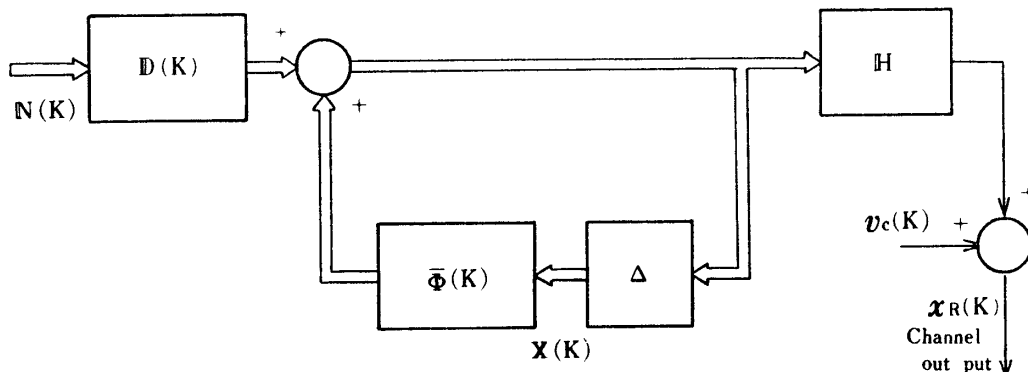 +
𝔻(K)
ℍ
ℕ(K)
+
+
𝒗c(K)
+
Φ̄(K)
Δ
𝒙R(K)
Channel
out put
𝕏(K)